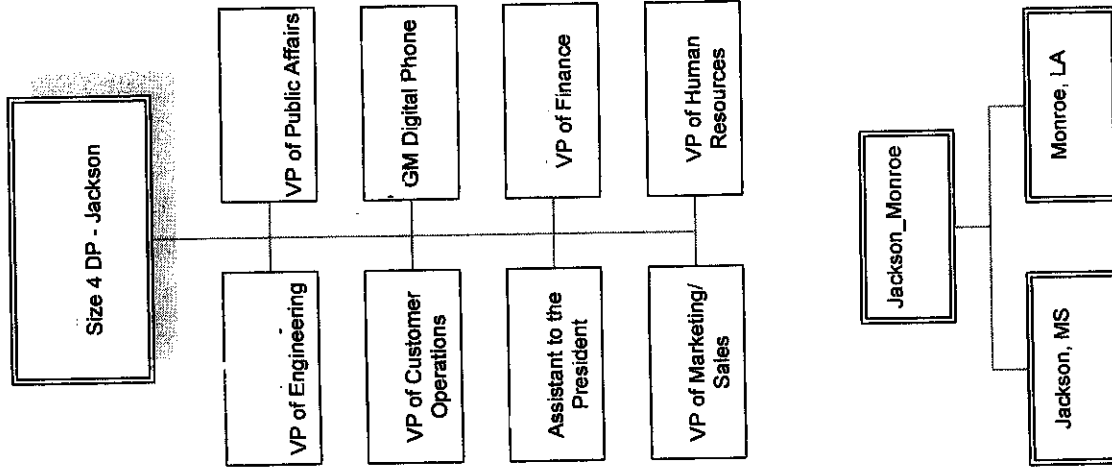 Size 4 DP - Jackson
VP of Engineering
VP of Public Affairs
VP of Customer
Operations
GM Digital Phone
Assistant to the
President
VP of Finance
VP of Marketing/
Sales
VP of Human
Resources
Jackson_Monroe
Jackson, MS
Monroe, LA